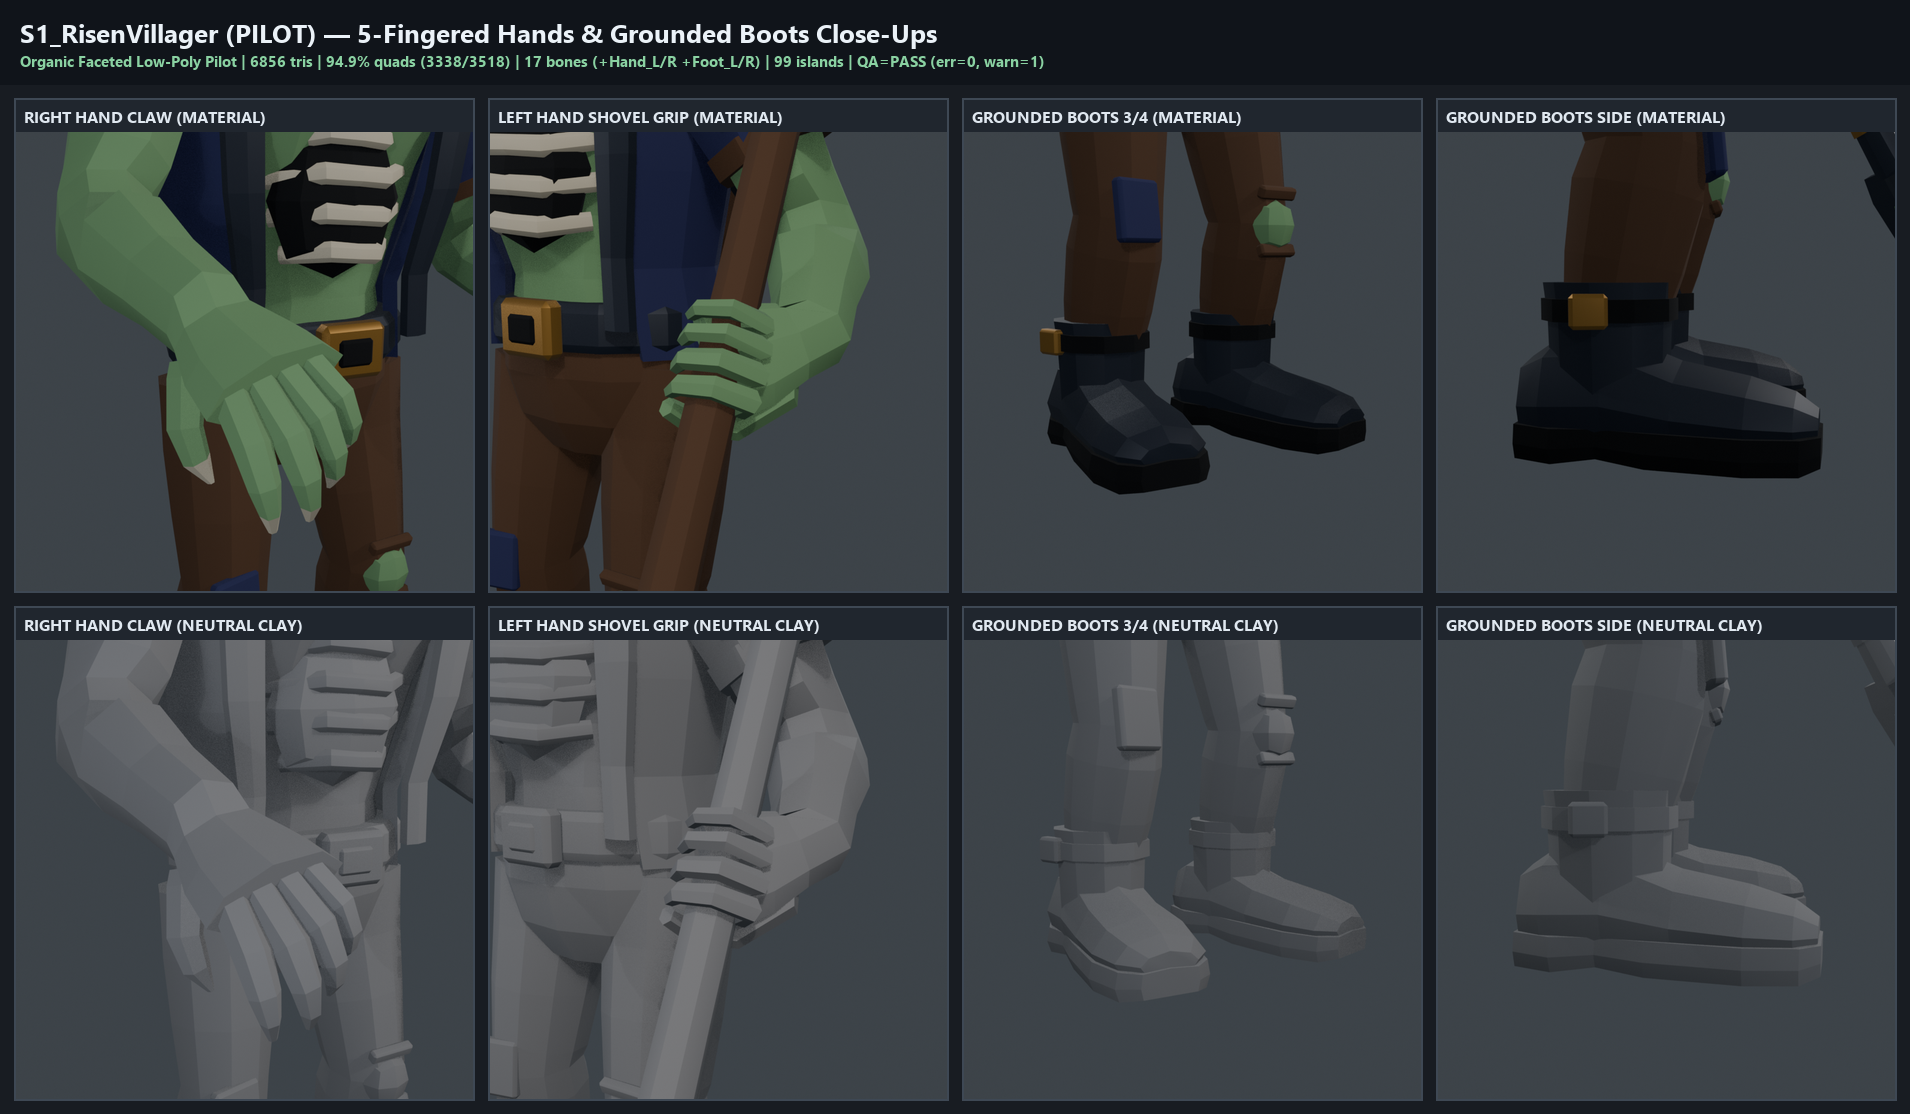 S1_RisenVillager (PILOT) — 5-Fingered Hands & Grounded Boots Close-Ups
Organic Faceted Low-Poly Pilot | 6856 tris | 94.9% quads (3338/3518) | 17 bones (+Hand_L/R +Foot_L/R) | 99 islands | QA=PASS (err=0, warn=1)
RIGHT HAND CLAW (MATERIAL)
LEFT HAND SHOVEL GRIP (MATERIAL)
GROUNDED BOOTS 3/4 (MATERIAL)
GROUNDED BOOTS SIDE (MATERIAL)
RIGHT HAND CLAW (NEUTRAL CLAY)
LEFT HAND SHOVEL GRIP (NEUTRAL CLAY)
GROUNDED BOOTS 3/4 (NEUTRAL CLAY)
GROUNDED BOOTS SIDE (NEUTRAL CLAY)